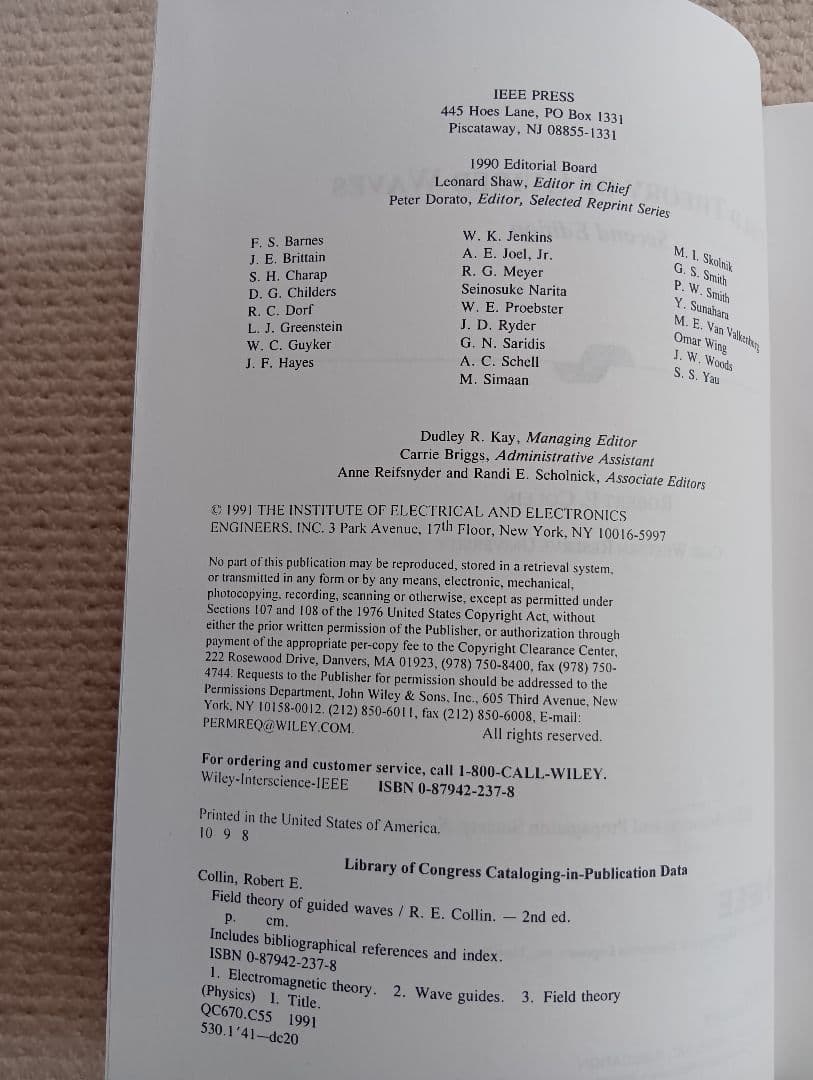 IEEE PRESS
445 Hoes Lane, PO Box 1331
Piscataway, NJ 08855-1331
1990 Editorial Board
Leonard Shaw, Editor in Chief
Peter Dorato, Editor, Selected Reprint Series
F. S. Barnes
J. E. Brittain
S. H. Charap
D. G. Childers
R. C. Dorf
L. J. Greenstein
W. C. Guyker
J. F. Hayes
W. K. Jenkins
A. E. Joel, Jr.
R. G. Meyer
Seinosuke Narita
W. E. Proebster
J. D. Ryder
G. N. Saridis
A. C. Schell
M. Simaan
M. I. Skolnik
G. S. Smith
P. W. Smith
Y. Sunahara
M. E. Van Valkenburg
Omar Wing
J. W. Woods
S. S. Yau
Dudley R. Kay, Managing Editor
Carrie Briggs, Administrative Assistant
Anne Reifsnyder and Randi E. Scholnick, Associate Editors
© 1991 THE INSTITUTE OF ELECTRICAL AND ELECTRONICS
ENGINEERS, INC. 3 Park Avenue, 17th Floor, New York, NY 10016-5997
No part of this publication may be reproduced, stored in a retrieval system,
or transmitted in any form or by any means, electronic, mechanical,
photocopying, recording, scanning or otherwise, except as permitted under
Sections 107 and 108 of the 1976 United States Copyright Act, without
either the prior written permission of the Publisher, or authorization through
payment of the appropriate per-copy fee to the Copyright Clearance Center,
222 Rosewood Drive, Danvers, MA 01923, (978) 750-8400, fax (978) 750-
4744. Requests to the Publisher for permission should be addressed to the
Permissions Department, John Wiley & Sons, Inc., 605 Third Avenue, New
York, NY 10158-0012. (212) 850-6011, fax (212) 850-6008, E-mail:
PERMREQ@WILEY.COM. All rights reserved.
For ordering and customer service, call 1-800-CALL-WILEY.
Wiley-Interscience-IEEE ISBN 0-87942-237-8
Printed in the United States of America.
10 9 8
Library of Congress Cataloging-in-Publication Data
Collin, Robert E.
Field theory of guided waves / R. E. Collin. — 2nd ed.
p. cm.
Includes bibliographical references and index.
ISBN 0-87942-237-8
1. Electromagnetic theory. 2. Wave guides. 3. Field theory
(Physics) I. Title.
QC670.C55 1991
530.1'41—dc20